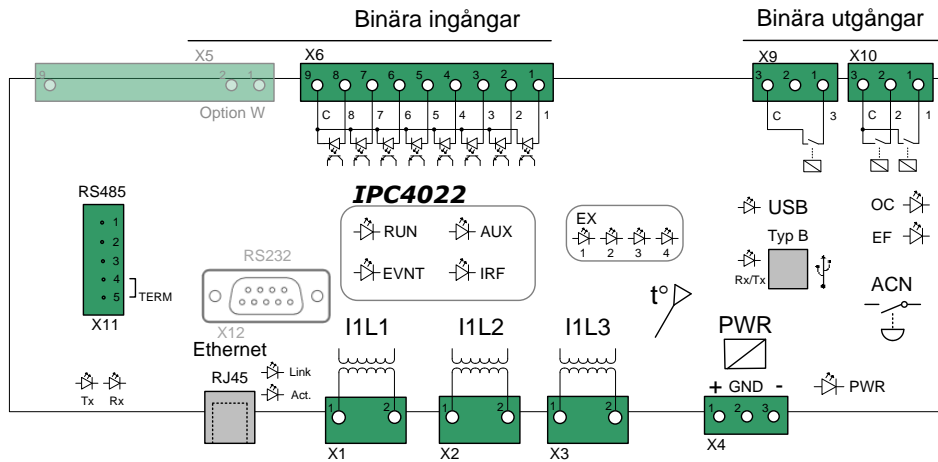 Binära ingångar
Binära utgångar
X5
X6
X9
X10
9 2 1
9 8 7 6 5 4 3 2 1
3 2 1
3 2 1
Option W
C 8 7 6 5 4 3 2 1
C 3
C 2 1
RS485
1
2
3
4
5
TERM
X11
IPC4022
RUN
AUX
EVNT
IRF
EX
1 2 3 4
USB
Typ B
Rx/Tx
OC
EF
ACN
RS232
X12
t°
I1L1
I1L2
I1L3
PWR
Ethernet
RJ45
Link
Act.
Tx Rx
+ GND -
PWR
1 2
1 2
1 2
1 2 3
X1
X2
X3
X4